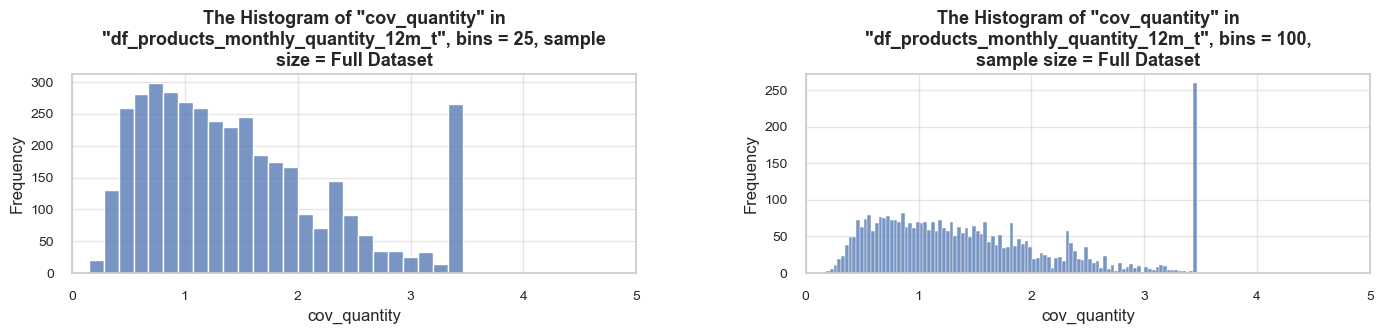 The Histogram of "cov_quantity" in
"df_products_monthly_quantity_12m_t", bins = 25, sample
size = Full Dataset
300
250
200
150
100
50
0
Frequency
0 1 2 3 4 5
cov_quantity
The Histogram of "cov_quantity" in
"df_products_monthly_quantity_12m_t", bins = 100,
sample size = Full Dataset
250
200
150
100
50
0
Frequency
0 1 2 3 4 5
cov_quantity